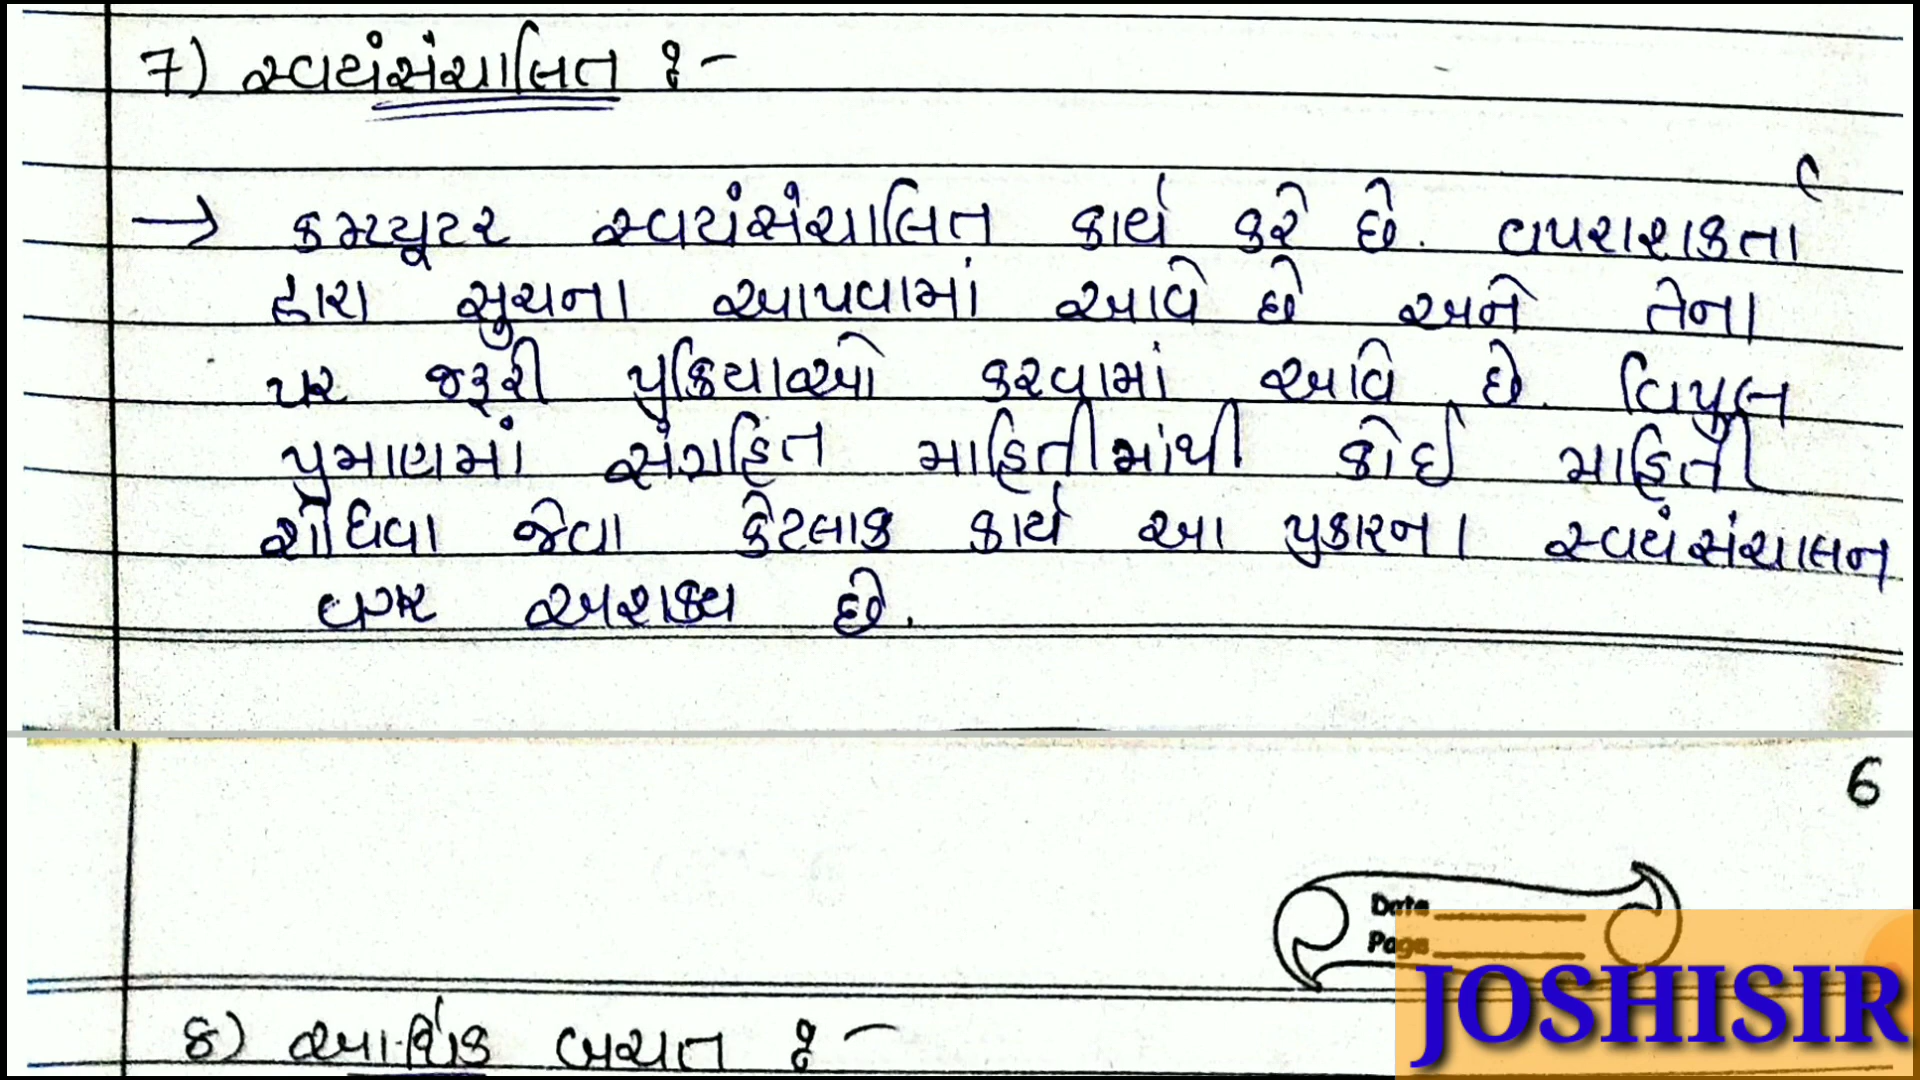 7) સ્વયંસંચાલિત :-
→ કમ્પ્યૂટર સ્વયંસંચાલિત કાર્ય કરે છે. વપરાશકર્તા
દ્વારા સુચના આપવામાં આવે છે અને તેના
પર જરૂરી પ્રક્રિયાઓ કરવામાં આવે છે. વિપુલ
પ્રમાણમાં સંગ્રહિત માહિતીમાંથી કોઈ માહિતી
શોધવા જેવા કેટલાક કાર્ય આ પ્રકારના સ્વયંસંચાલન
વગર અશક્ય છે.
6
Date
Page
JOSHISIR
8) આર્થિક બચત :-